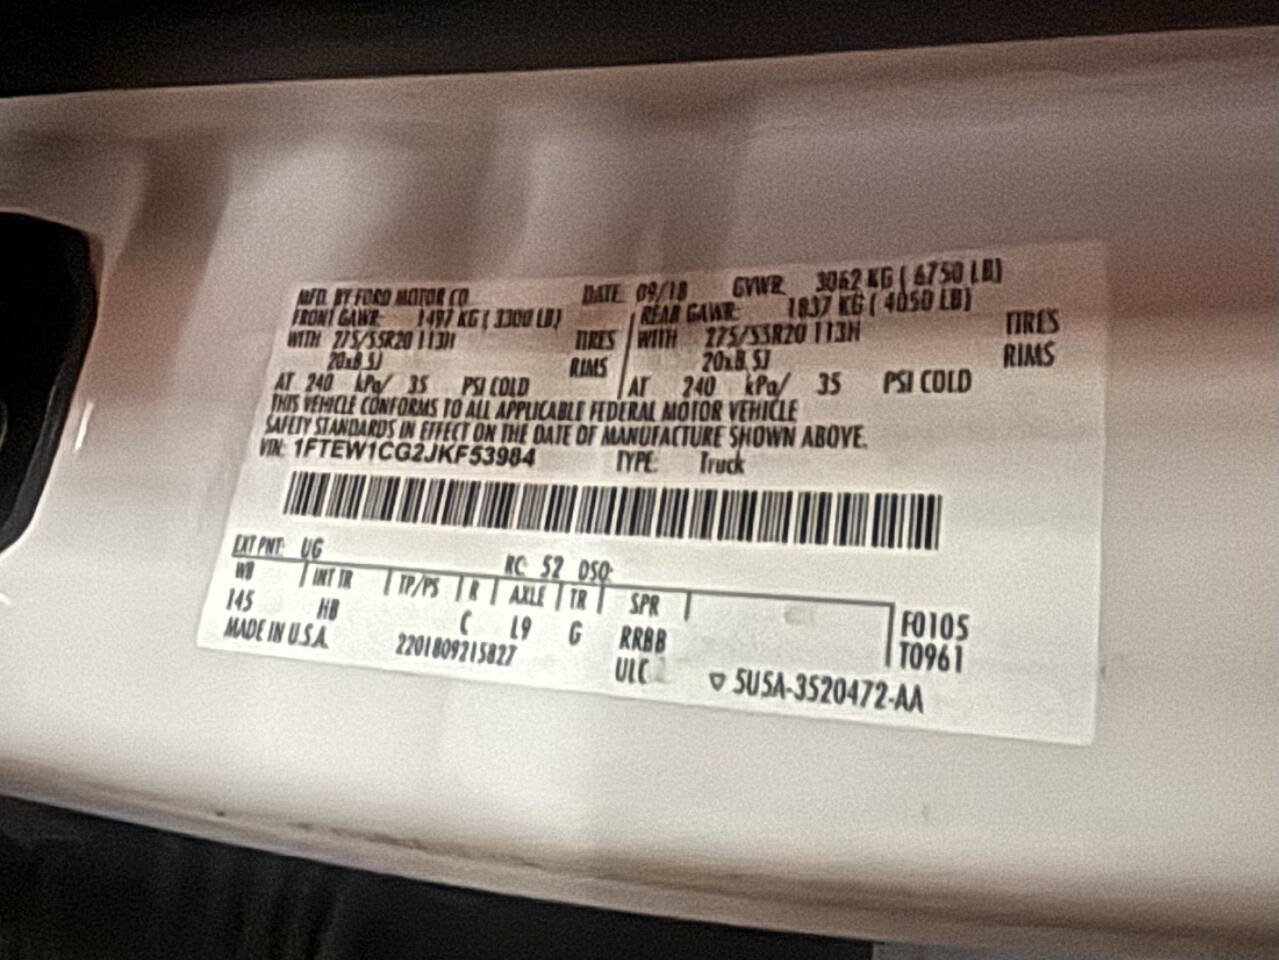 MFD. BY FORD MOTOR CO. DATE: 09/18 GVWR: 3062 KG ( 6750 LB)
FRONT GAWR: 1497 KG ( 3300 LB) REAR GAWR: 1837 KG ( 4050 LB)
WITH 275/55R20 113H TIRES WITH 275/55R20 113H TIRES
20x8.5J RIMS 20x8.5J RIMS
AT 240 kPa/ 35 PSI COLD AT 240 kPa/ 35 PSI COLD
THIS VEHICLE CONFORMS TO ALL APPLICABLE FEDERAL MOTOR VEHICLE
SAFETY STANDARDS IN EFFECT ON THE DATE OF MANUFACTURE SHOWN ABOVE.
VIN: 1FTEW1CG2JKF53984 TYPE: Truck
EXT PNT: UG RC: 52 DSO:
WB INT TR TP/PS R AXLE TR SPR
145 HB C L9 G RRBB F0105
MADE IN U.S.A. 2201809215827 ULC T0961
▽ 5U5A-3520472-AA